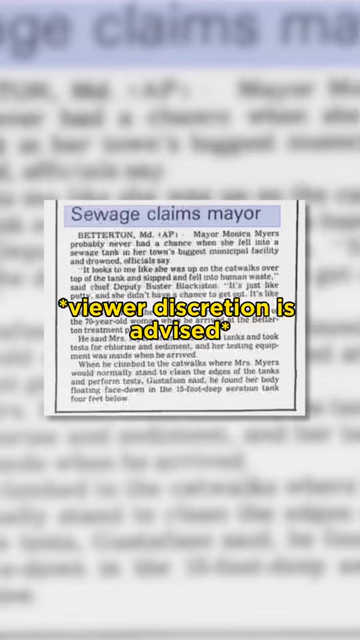 Sewage claims mayor
BETTERTON, Md. (AP) - Mayor Monica Myers
probably never had a chance when she fell into a
sewage tank in her town's biggest municipal facility
and drowned, officials say.
"It looks to me like she was up on the catwalks over
top of the tank and slipped and fell into human waste,"
said chief Deputy Buster Blackiston. "It's just like
putty, and she didn't have a chance to get out. It's like
*viewer discretion is
advised*
the 70-year-old woman when he arrived at the Better-
ton treatment
He said Mrs. tanks and took
tests for chlorine and sediment, and her testing equip-
ment was inside when he arrived.
When he climbed to the catwalks where Mrs. Myers
would normally stand to clean the edges of the tanks
and perform tests, Gustafson said, he found her body
floating face-down in the 15-foot-deep aeration tank
four feet below.